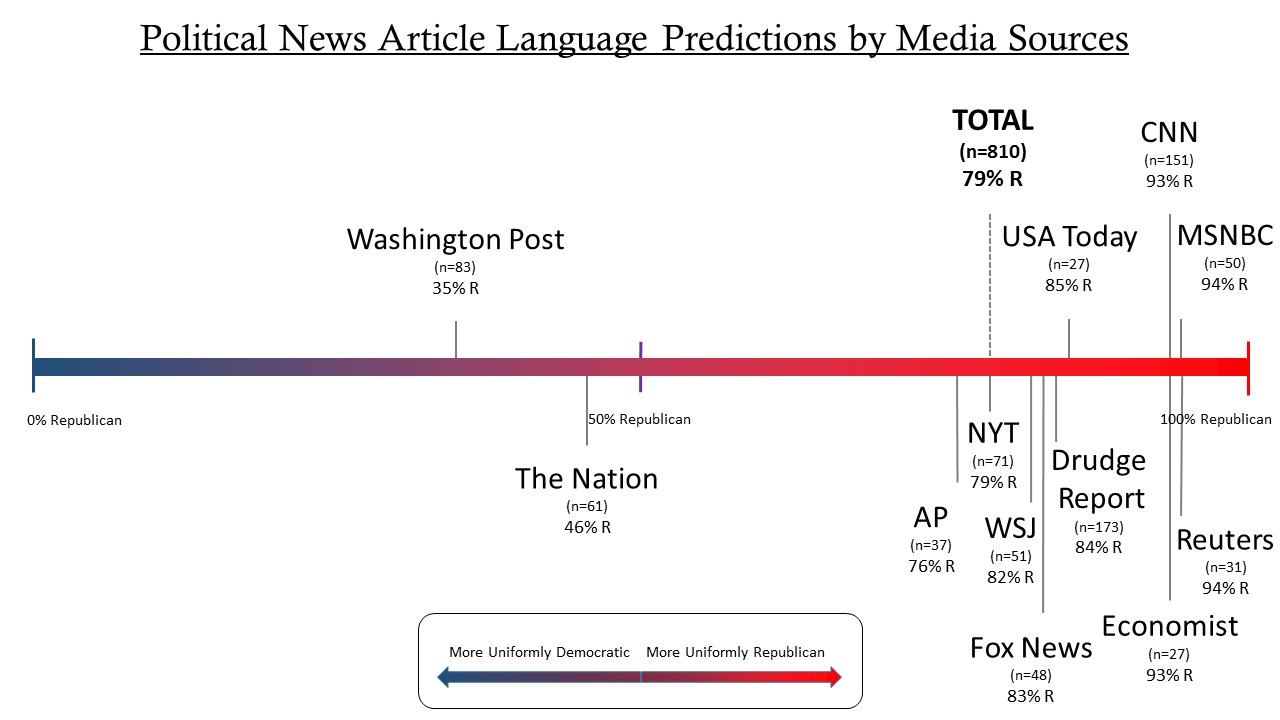 Political News Article Language Predictions by Media Sources
TOTAL
(n=810)
79% R
CNN
(n=151)
93% R
Washington Post
(n=83)
35% R
USA Today
(n=27)
85% R
MSNBC
(n=50)
94% R
0% Republican
50% Republican
100% Republican
The Nation
(n=61)
46% R
AP
(n=37)
76% R
NYT
(n=71)
79% R
WSJ
(n=51)
82% R
Fox News
(n=48)
83% R
Drudge
Report
(n=173)
84% R
Economist
(n=27)
93% R
Reuters
(n=31)
94% R
More Uniformly Democratic
More Uniformly Republican